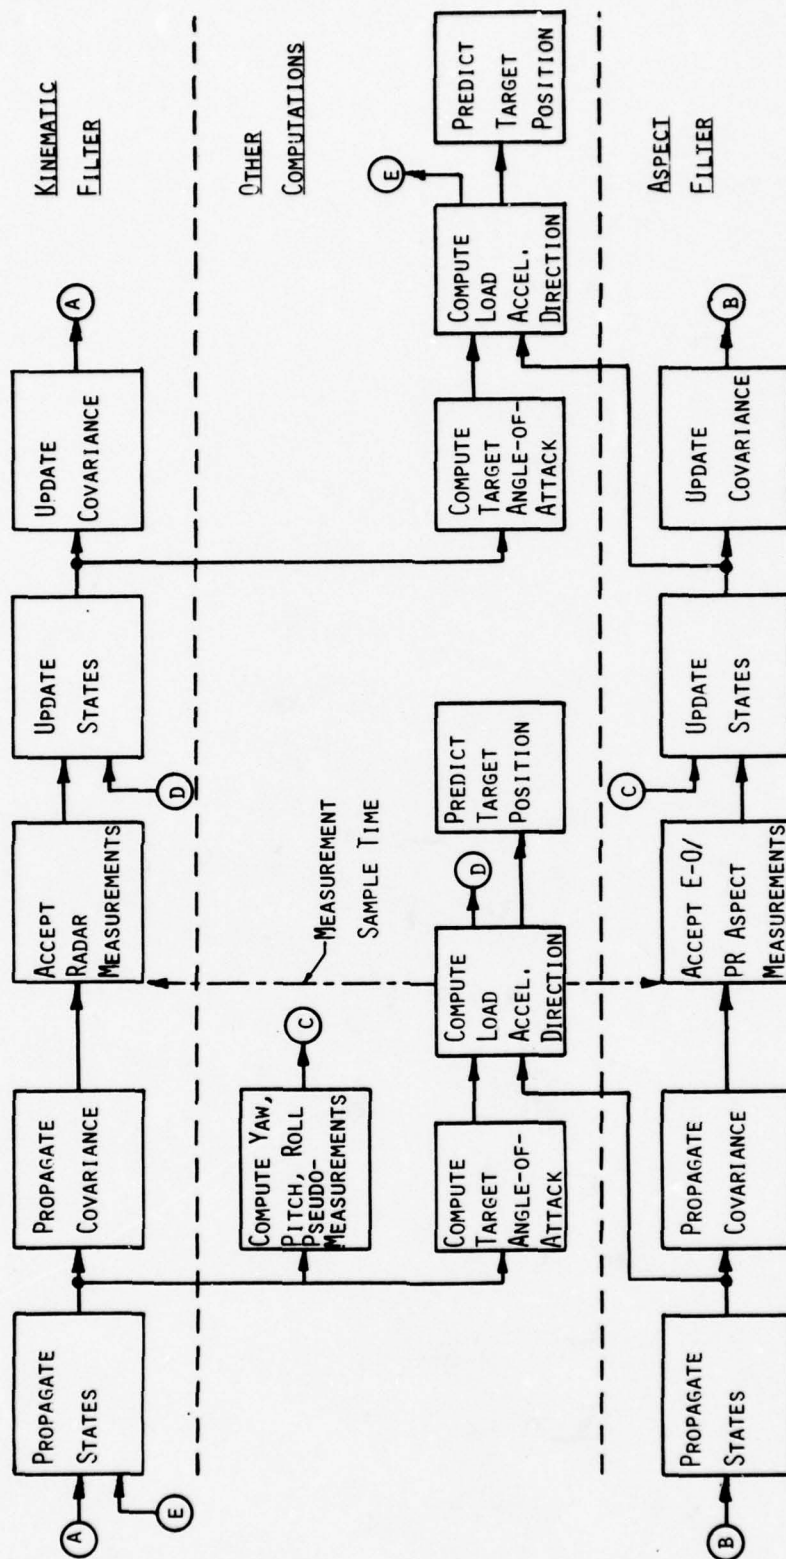 KINEMATIC
FILTER
A
E
PROPAGATE
STATES
PROPAGATE
COVARIANCE
ACCEPT
RADAR
MEASUREMENTS
D
UPDATE
STATES
UPDATE
COVARIANCE
A
OTHER
COMPUTATIONS
COMPUTE YAW,
PITCH, ROLL
PSEUDO-
MEASUREMENTS
C
MEASUREMENT
SAMPLE TIME
COMPUTE
TARGET
ANGLE-OF-
ATTACK
COMPUTE
LOAD
ACCEL.
DIRECTION
D
PREDICT
TARGET
POSITION
COMPUTE
TARGET
ANGLE-OF-
ATTACK
COMPUTE
LOAD
ACCEL.
DIRECTION
E
PREDICT
TARGET
POSITION
ASPECT
FILTER
B
PROPAGATE
STATES
PROPAGATE
COVARIANCE
ACCEPT E-O/
PR ASPECT
MEASUREMENTS
C
UPDATE
STATES
UPDATE
COVARIANCE
B